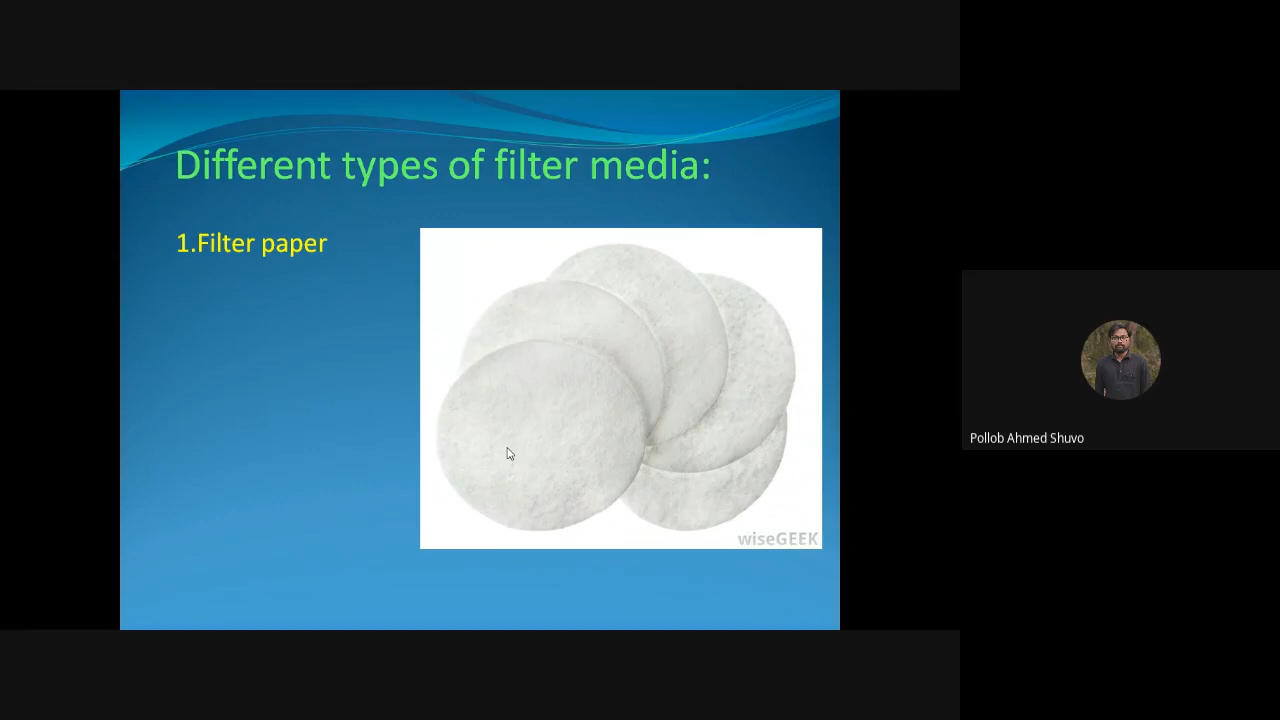 Different types of filter media:
1.Filter paper
wiseGEEK
Pollob Ahmed Shuvo